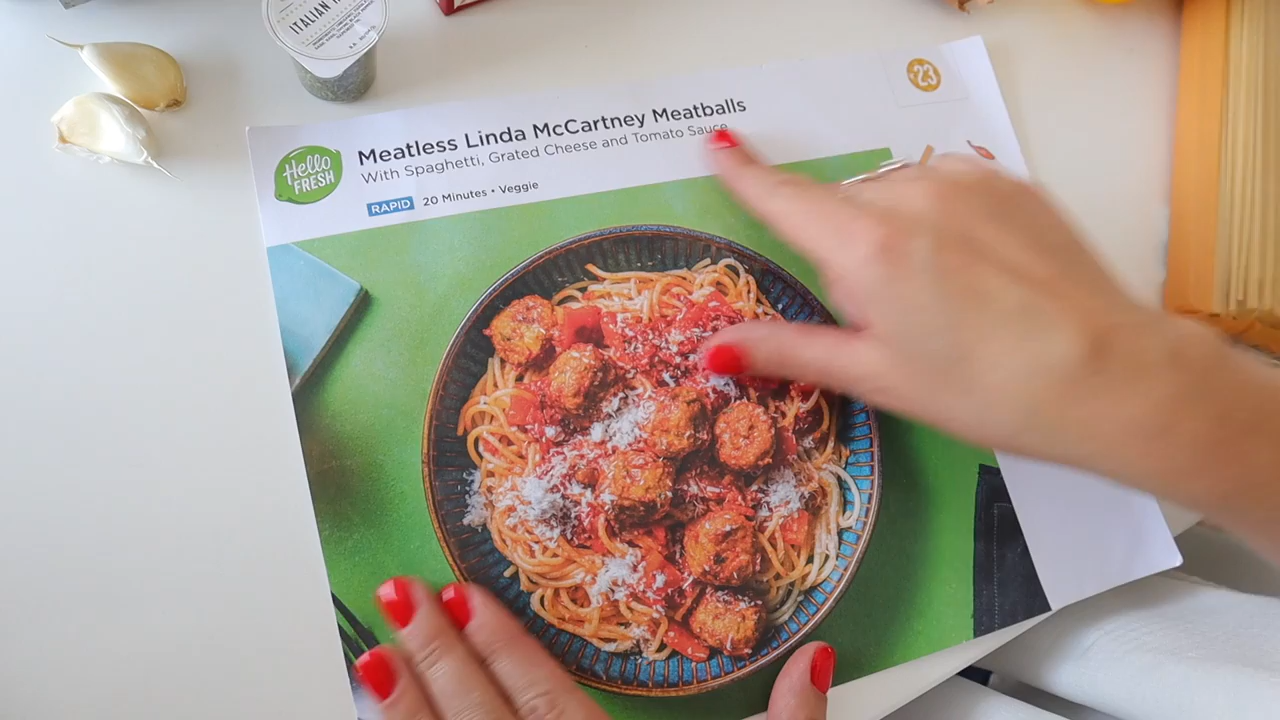 ITALIAN
Meatless Linda McCartney Meatballs
With Spaghetti, Grated Cheese and Tomato Sauce
Hello
FRESH
RAPID 20 Minutes • Veggie
23